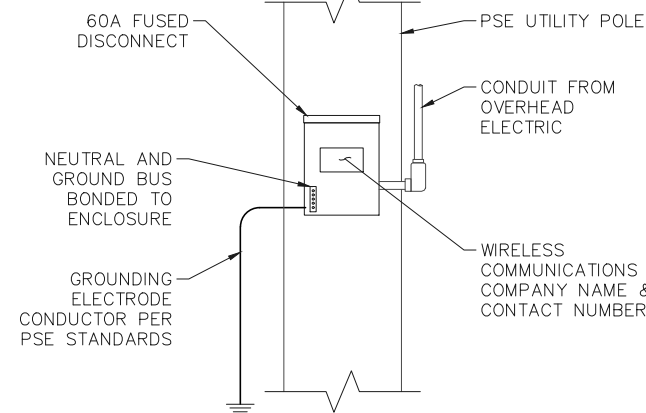 60A FUSED
DISCONNECT
PSE UTILITY POLE
CONDUIT FROM
OVERHEAD
ELECTRIC
NEUTRAL AND
GROUND BUS
BONDED TO
ENCLOSURE
WIRELESS
COMMUNICATIONS
COMPANY NAME &
CONTACT NUMBER
GROUNDING
ELECTRODE
CONDUCTOR PER
PSE STANDARDS